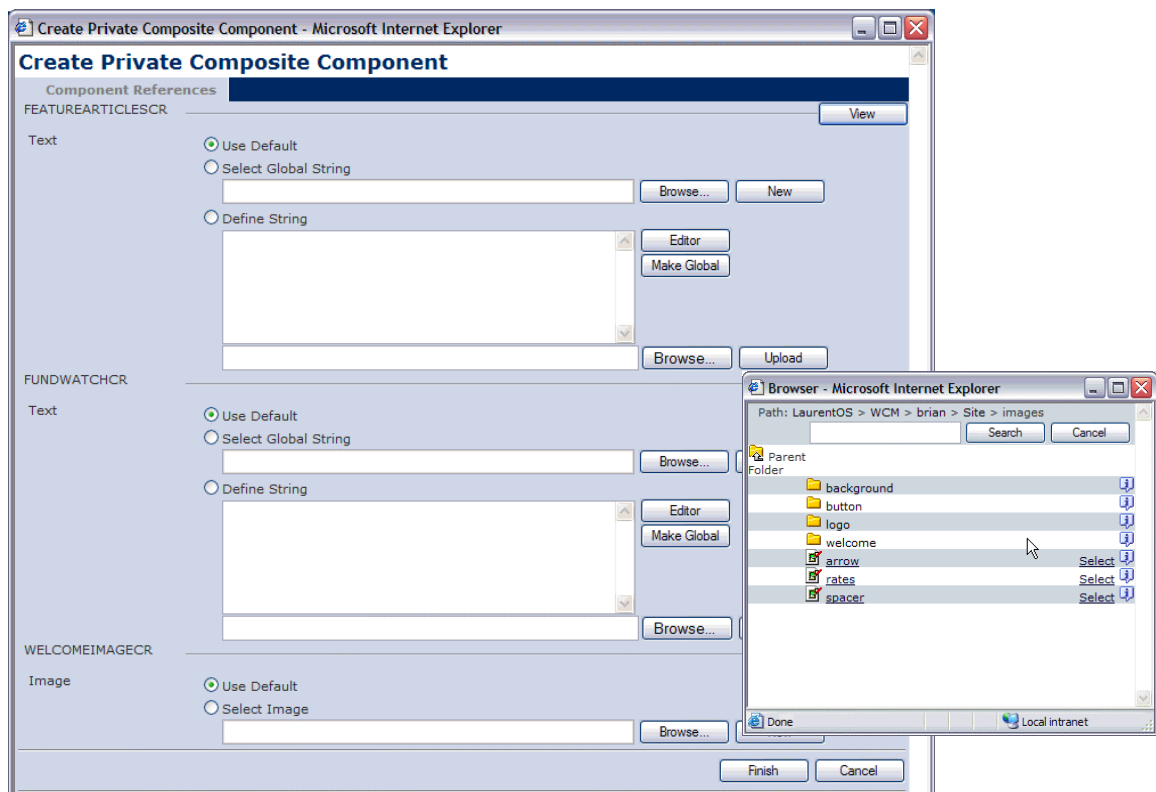 Create Private Composite Component - Microsoft Internet Explorer
Create Private Composite Component
Component References
FEATUREARTICLESCR
View
Text
Use Default
Select Global String
Browse... New
Define String
Editor
Make Global
Browse... Upload
FUNDWATCHCR
Text
Use Default
Select Global String
Browse...
Define String
Editor
Make Global
Browse...
WELCOMEIMAGECR
Image
Use Default
Select Image
Browse...
Finish Cancel
Browser - Microsoft Internet Explorer
Path: LaurentOS > WCM > brian > Site > images
Search Cancel
Parent
Folder
background
button
logo
welcome
arrow Select
rates Select
spacer Select
Done Local intranet